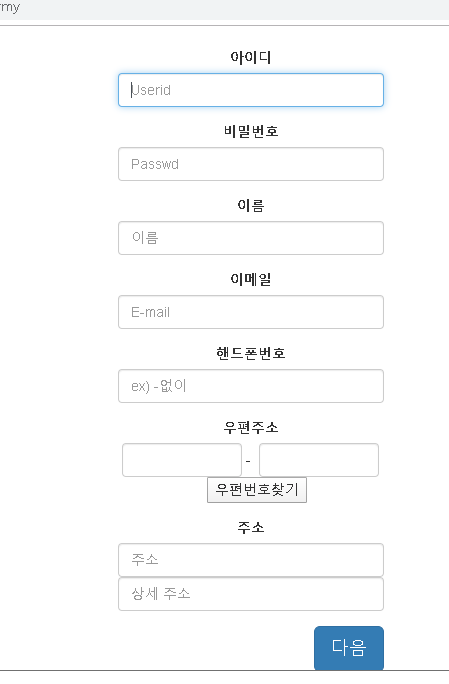 아이디
Userid
비밀번호
Passwd
이름
이름
이메일
E-mail
핸드폰번호
ex) -없이
우편주소
-
우편번호찾기
주소
주소
상세 주소
다음